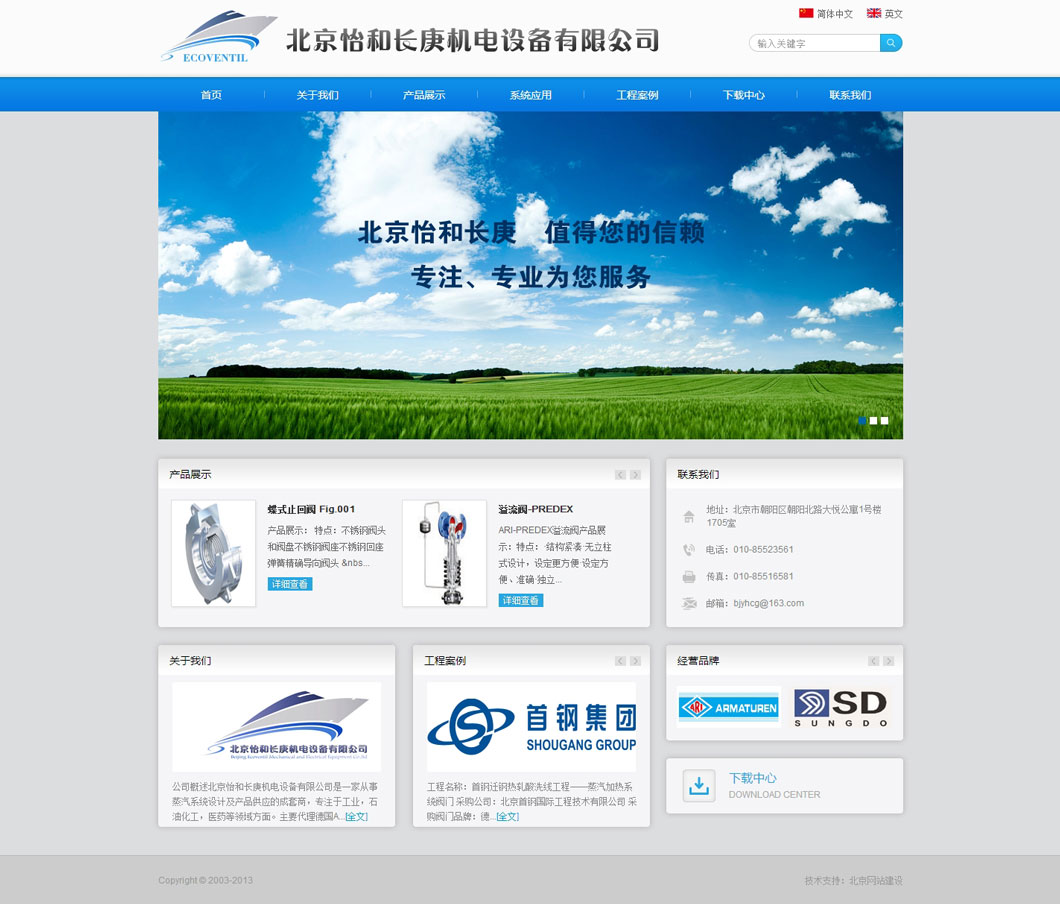 简体中文 英文
ECOVENTIL
北京怡和长庚机电设备有限公司
输入关键字
首页 关于我们 产品展示 系统应用 工程案例 下载中心 联系我们
北京怡和长庚 值得您的信赖
专注、专业为您服务
产品展示
蝶式止回阀 Fig.001
产品展示： 特点：不锈钢阀头
和阀盘不锈钢阀座不锈钢回座
弹簧精确导向阀头 &nbs...
详细查看
溢流阀-PREDEX
ARI-PREDEX溢流阀产品展
示：特点： 结构紧凑·无立柱
式设计，设定更方便·设定方
便、准确·独立...
详细查看
联系我们
地址：北京市朝阳区朝阳北路大悦公寓1号楼
1705室
电话：010-85523561
传真：010-85516581
邮箱：bjyhcg@163.com
关于我们
北京怡和长庚机电设备有限公司
Beijing Ecoventil Mechanical and Electrical Equipment Co.Ltd
公司概述北京怡和长庚机电设备有限公司是一家从事
蒸汽系统设计及产品供应的成套商，专注于工业，石
油化工，医药等领域方面。主要代理德国A...[全文]
工程案例
首钢集团
SHOUGANG GROUP
工程名称：首钢迁钢热轧酸洗线工程——蒸汽加热系
统阀门 采购公司：北京首钢国际工程技术有限公司 采
购阀门品牌：德...[全文]
经营品牌
ARI ARMATUREN
SD
SUNGDO
下载中心
DOWNLOAD CENTER
Copyright © 2003-2013
技术支持：北京网站建设